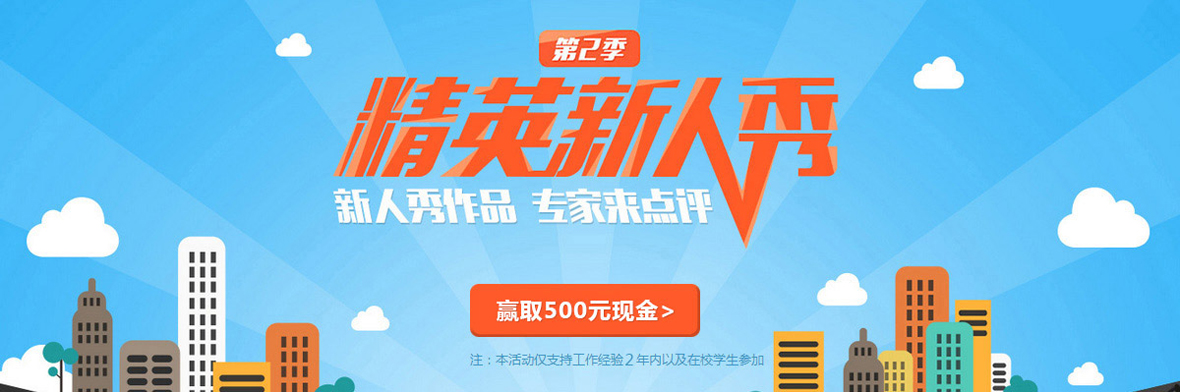 第2季
精英新人秀
新人秀作品 专家来点评
赢取500元现金>
注：本活动仅支持工作经验2年内以及在校学生参加